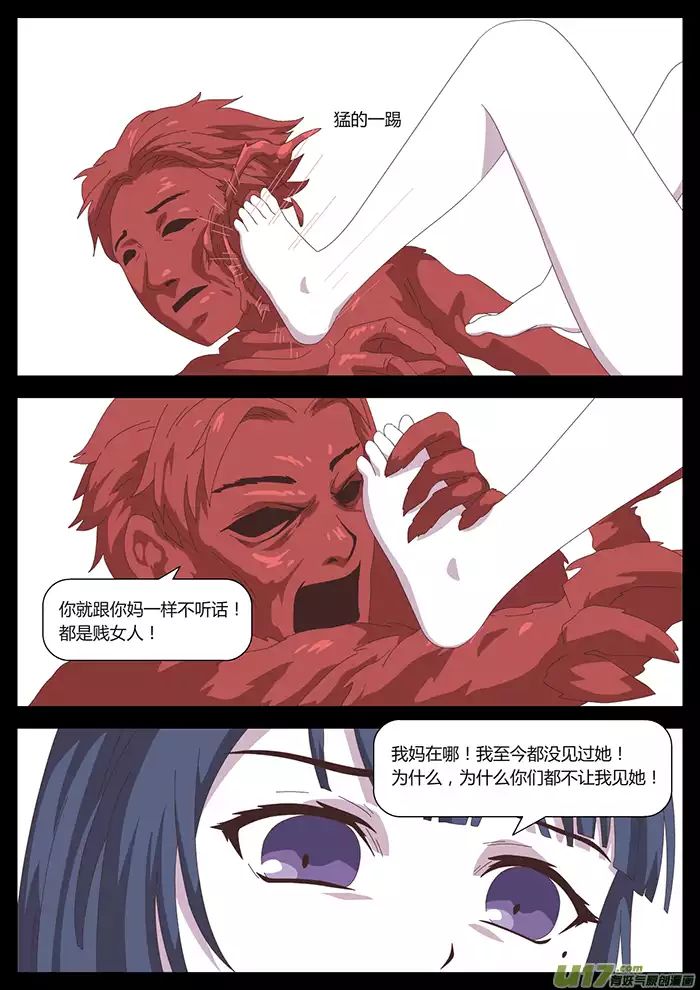 猛的一踢
你就跟你妈一样不听话！
都是贱女人！
我妈在哪！我至今都没见过她！
为什么，为什么你们都不让我见她！
U17.com
有妖气原创漫画